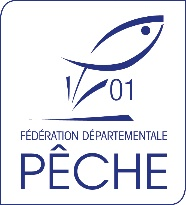 01
FÉDÉRATION DÉPARTEMENTALE
PÊCHE